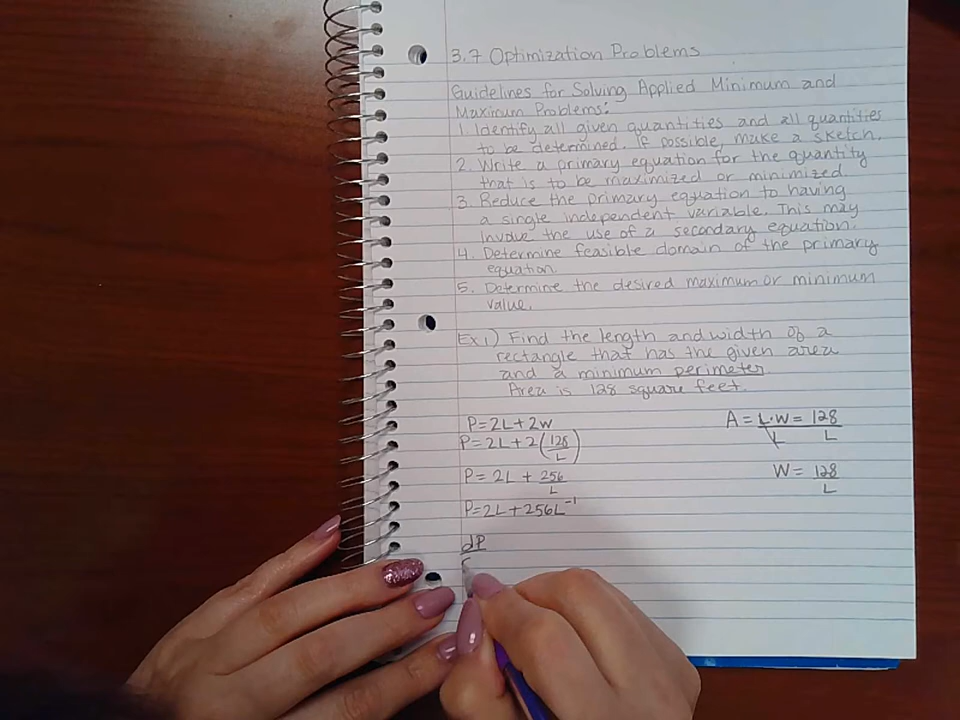 3.7 Optimization Problems
Guidelines for Solving Applied Minimum and
Maximum Problems:
1. Identify all given quantities and all quantities
to be determined. If possible, make a sketch.
2. Write a primary equation for the quantity
that is to be maximized or minimized.
3. Reduce the primary equation to having
a single independent variable. This may
involve the use of a secondary equation.
4. Determine feasible domain of the primary
equation.
5. Determine the desired maximum or minimum
value.
Ex1) Find the length and width of a
rectangle that has the given area
and a minimum perimeter.
Area is 128 square feet.
P=2L+2W
P=2L+2(128/L)
P=2L+256/L
P=2L+256L⁻¹
dP
A=L·W=128
L L
W=128/L